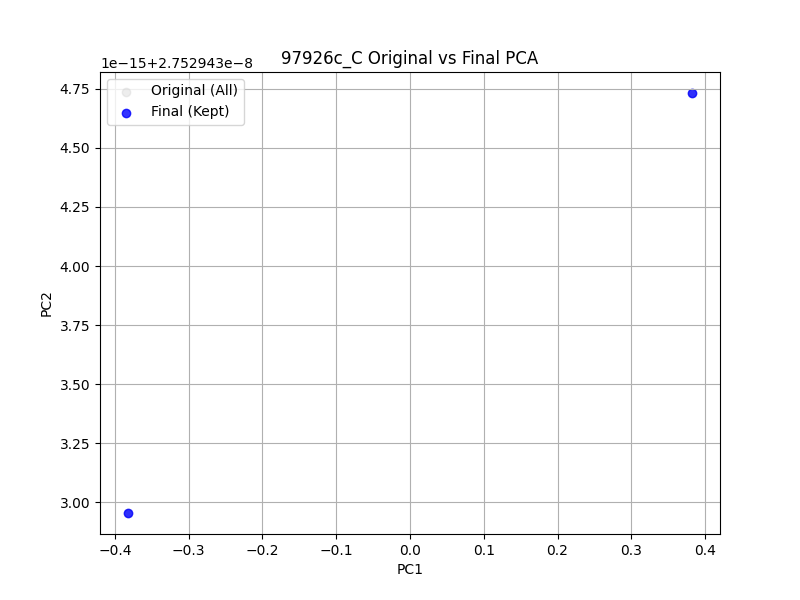 97926c_C Original vs Final PCA
1e−15+2.752943e−8
Original (All)
Final (Kept)
4.75
4.50
4.25
4.00
3.75
3.50
3.25
3.00
PC2
−0.4 −0.3 −0.2 −0.1 0.0 0.1 0.2 0.3 0.4
PC1